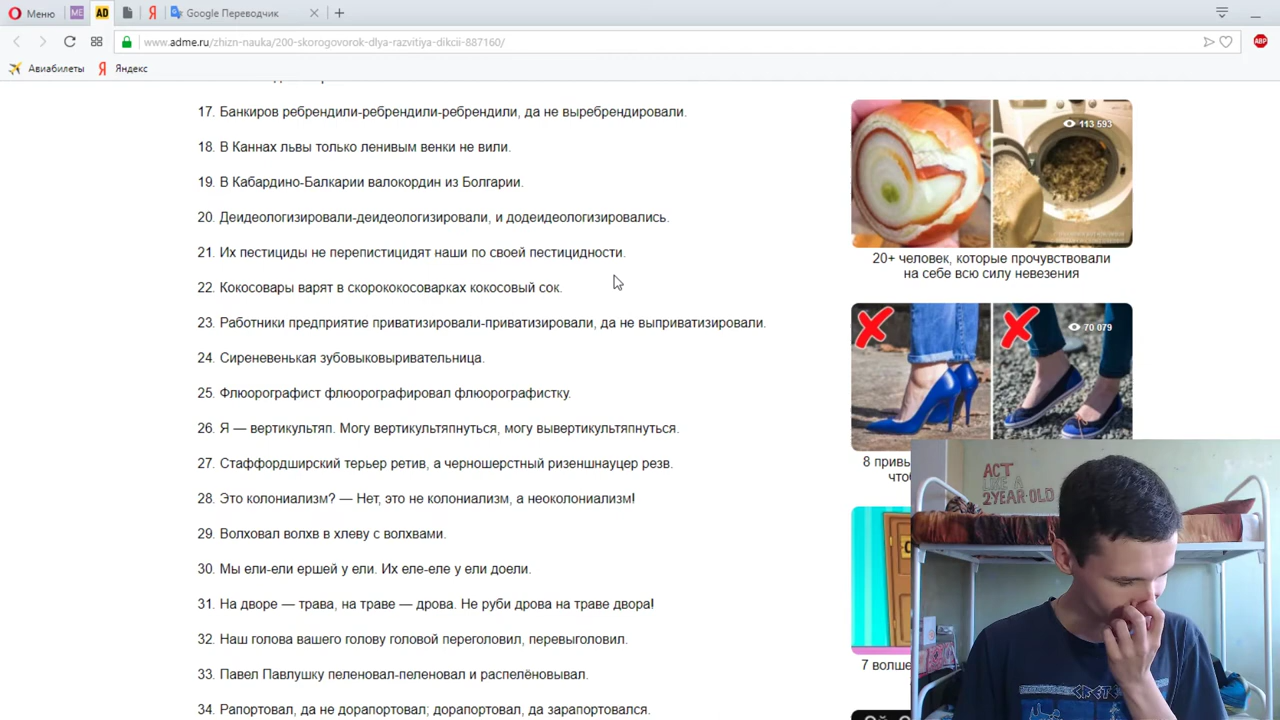 Меню
ME
AD
Я
Google Переводчик
www.adme.ru/zhizn-nauka/200-skorogovorok-dlya-razvitiya-dikcii-887160/
ABP
Авиабилеты
Я
Яндекс
17. Банкиров ребрендили-ребрендили-ребрендили, да не выребрендировали.
18. В Каннах львы только ленивым венки не вили.
19. В Кабардино-Балкарии валокордин из Болгарии.
20. Деидеологизировали-деидеологизировали, и додеидеологизировались.
21. Их пестициды не перепистицидят наши по своей пестицидности.
22. Кокосовары варят в скорококосоварках кокосовый сок.
23. Работники предприятие приватизировали-приватизировали, да не выприватизировали.
24. Сиреневенькая зубовыковыривательница.
25. Флюорографист флюорографировал флюорографистку.
26. Я — вертикультяп. Могу вертикультяпнуться, могу вывертикультяпнуться.
27. Стаффордширский терьер ретив, а черношерстный ризеншнауцер резв.
28. Это колониализм? — Нет, это не колониализм, а неоколониализм!
29. Волховал волхв в хлеву с волхвами.
30. Мы ели-ели ершей у ели. Их еле-еле у ели доели.
31. На дворе — трава, на траве — дрова. Не руби дрова на траве двора!
32. Наш голова вашего голову головой переголовил, перевыголовил.
33. Павел Павлушку пеленовал-пеленовал и распелёновывал.
34. Рапортовал, да не дорапортовал; дорапортовал, да зарапортовался.
113 593
20+ человек, которые прочувствовали
на себе всю силу невезения
70 079
8 привы
что
7 волше
ACT
LIKE A
2YEAR-OLD